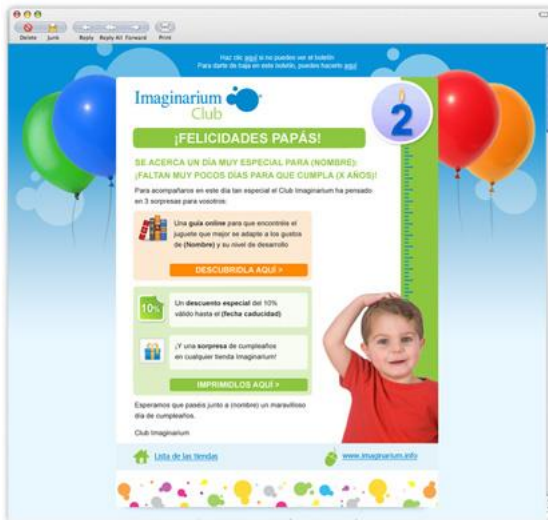 Delete Junk Reply Reply All Forward Print
Haz clic aquí si no puedes ver el boletín
Para darte de baja en este boletín, puedes hacerlo aquí
Imaginarium
Club
2
¡FELICIDADES PAPÁS!
SE ACERCA UN DÍA MUY ESPECIAL PARA (NOMBRE):
¡FALTAN MUY POCOS DÍAS PARA QUE CUMPLA (X AÑOS)!
Para acompañaros en este día tan especial el Club Imaginarium ha pensado
en 3 sorpresas para vosotros:
Una guía online para que encontréis el
juguete que mejor se adapte a los gustos
de (Nombre) y su nivel de desarrollo
DESCUBRIDLA AQUÍ >
10%
Un descuento especial del 10%
válido hasta el (fecha caducidad)
¡Y una sorpresa de cumpleaños
en cualquier tienda Imaginarium!
IMPRIMIDLOS AQUÍ >
Esperamos que paséis junto a (nombre) un maravilloso
día de cumpleaños.
Club Imaginarium
Lista de las tiendas
www.imaginarium.info